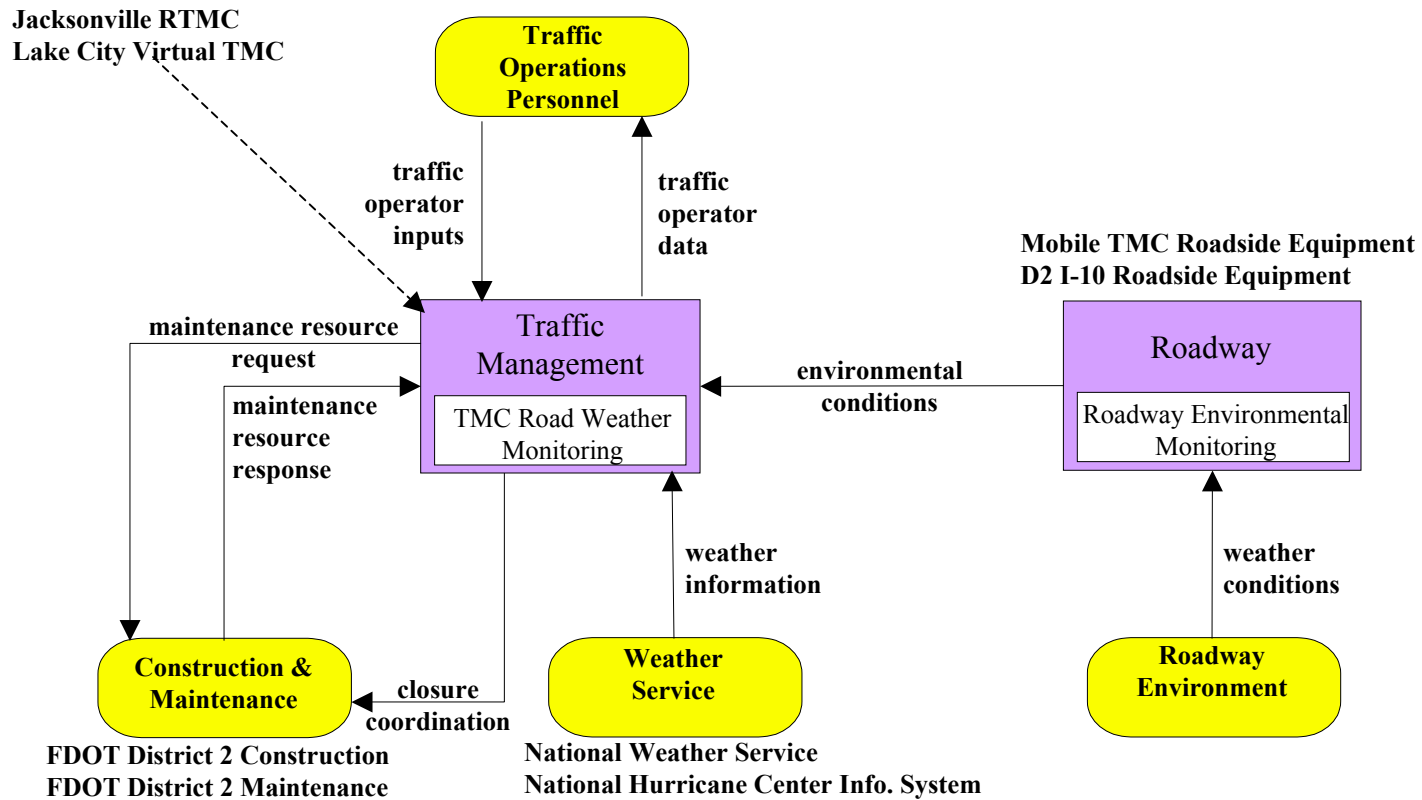 Jacksonville RTMC
Lake City Virtual TMC
Traffic
Operations
Personnel
traffic
operator
inputs
traffic
operator
data
Mobile TMC Roadside Equipment
D2 I-10 Roadside Equipment
maintenance resource
request
Traffic
Management
TMC Road Weather
Monitoring
environmental
conditions
Roadway
Roadway Environmental
Monitoring
maintenance
resource
response
weather
information
weather
conditions
Construction &
Maintenance
closure
coordination
Weather
Service
Roadway
Environment
FDOT District 2 Construction
FDOT District 2 Maintenance
National Weather Service
National Hurricane Center Info. System